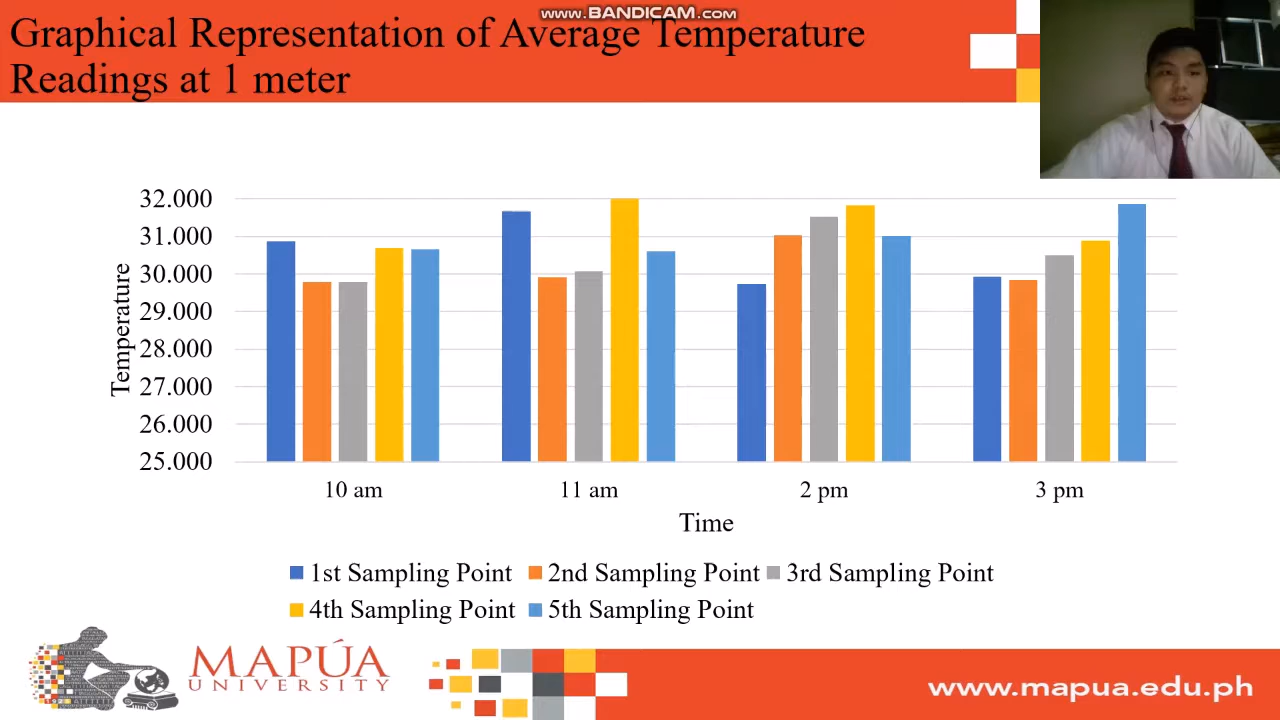 www.BANDICAM.com
Graphical Representation of Average Temperature
Readings at 1 meter
32.000
31.000
30.000
29.000
28.000
27.000
26.000
25.000
Temperature
10 am 11 am 2 pm 3 pm
Time
1st Sampling Point 2nd Sampling Point 3rd Sampling Point
4th Sampling Point 5th Sampling Point
MAPÚA
UNIVERSITY
www.mapua.edu.ph